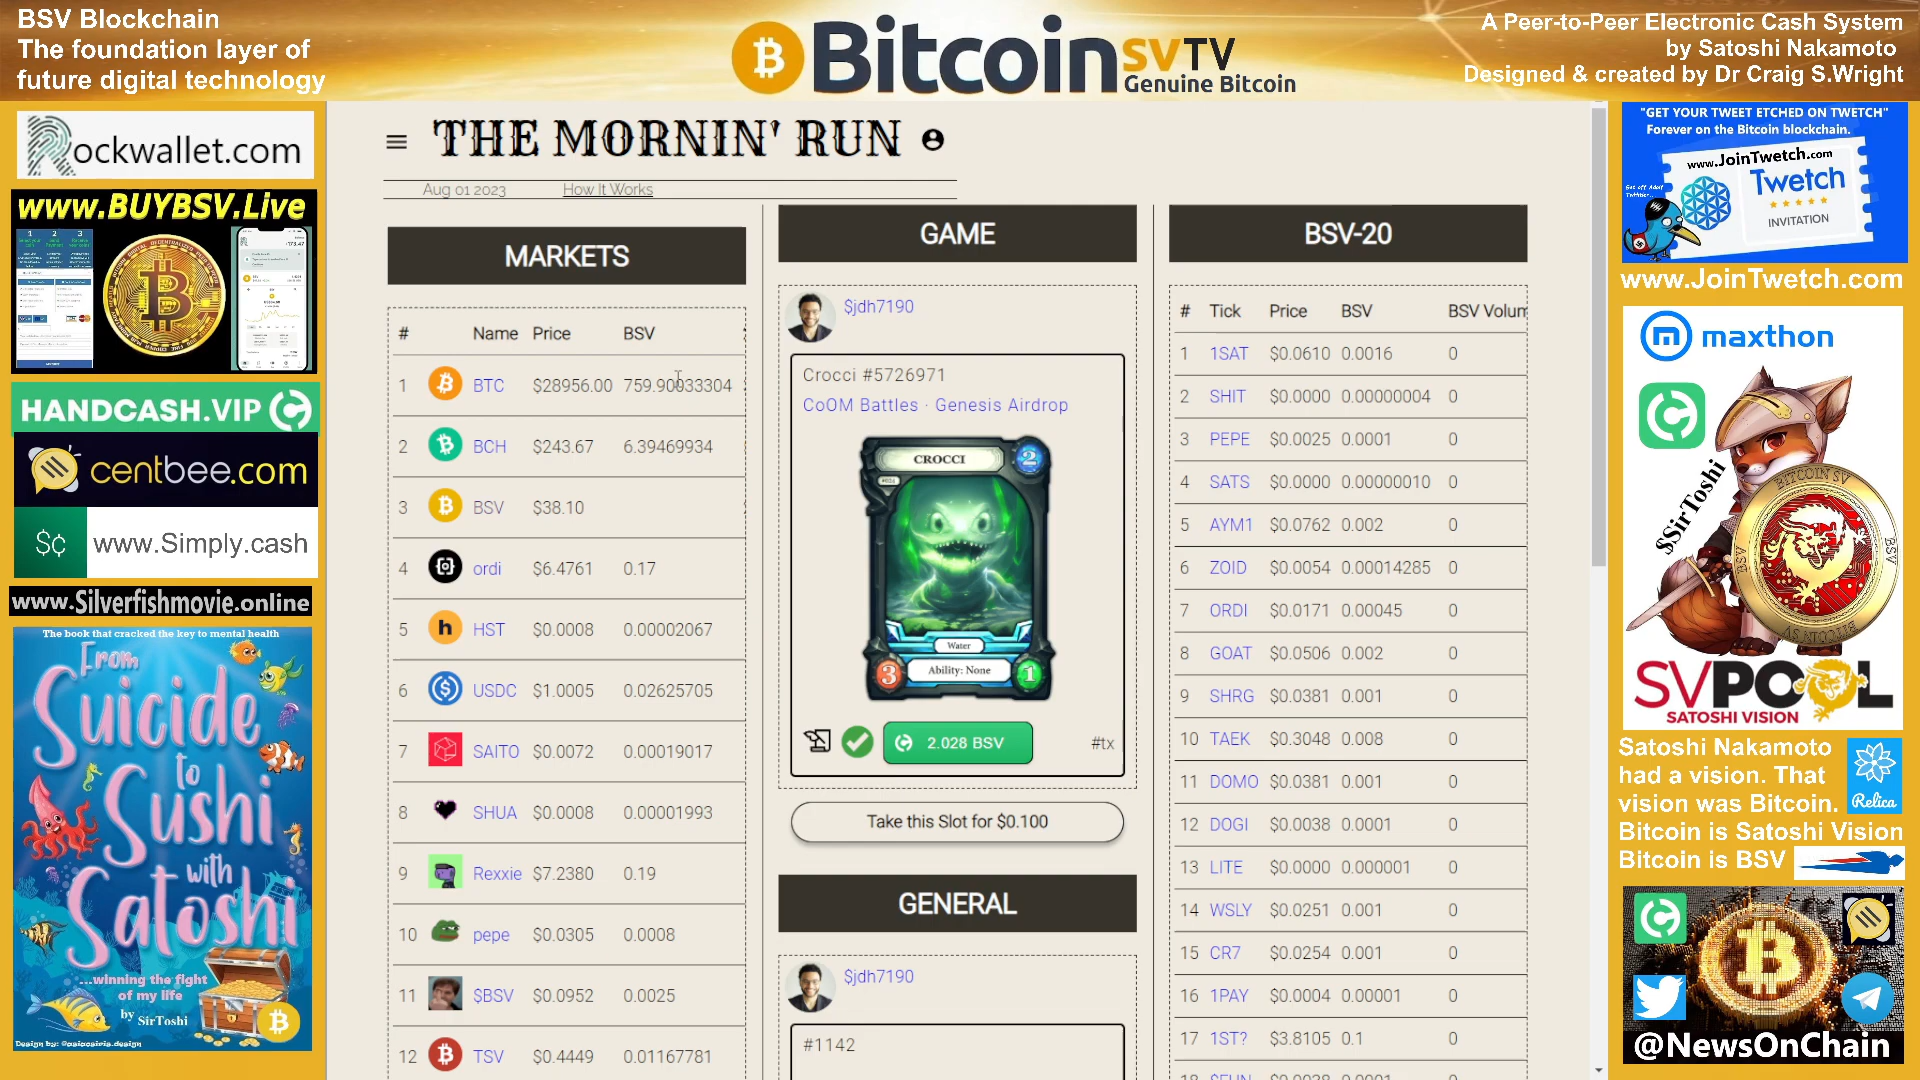 BSV Blockchain
The foundation layer of
future digital technology
Bitcoin SVTV
Genuine Bitcoin
A Peer-to-Peer Electronic Cash System
by Satoshi Nakamoto
Designed & created by Dr Craig S.Wright
Rockwallet.com
www.BUYBSV.Live
HANDCASH.VIP
centbee.com
S¢ www.Simply.cash
www.Silverfishmovie.online
The book that cracked the key to mental health
From
Suicide
to
Sushi
with
Satoshi
...winning the fight
of my life
by SirToshi
THE MORNIN' RUN
Aug 01 2023 How It Works
MARKETS
# Name Price BSV
1 BTC $28956.00 759.90033304
2 BCH $243.67 6.39469934
3 BSV $38.10
4 ordi $6.4761 0.17
5 HST $0.0008 0.00002067
6 USDC $1.0005 0.02625705
7 SAITO $0.0072 0.00019017
8 SHUA $0.0008 0.00001993
9 Rexxie $7.2380 0.19
10 pepe $0.0305 0.0008
11 $BSV $0.0952 0.0025
12 TSV $0.4449 0.01167781
GAME
$jdh7190
Crocci #5726971
CoOM Battles · Genesis Airdrop
CROCCI 2
Water
3 Ability: None 1
2.028 BSV #tx
Take this Slot for $0.100
GENERAL
$jdh7190
#1142
BSV-20
# Tick Price BSV BSV Volum
1 1SAT $0.0610 0.0016 0
2 SHIT $0.0000 0.00000004 0
3 PEPE $0.0025 0.0001 0
4 SATS $0.0000 0.00000010 0
5 AYM1 $0.0762 0.002 0
6 ZOID $0.0054 0.00014285 0
7 ORDI $0.0171 0.00045 0
8 GOAT $0.0506 0.002 0
9 SHRG $0.0381 0.001 0
10 TAEK $0.3048 0.008 0
11 DOMO $0.0381 0.001 0
12 DOGI $0.0038 0.0001 0
13 LITE $0.0000 0.000001 0
14 WSLY $0.0251 0.001 0
15 CR7 $0.0254 0.001 0
16 1PAY $0.0004 0.00001 0
17 1ST? $3.8105 0.1 0
"GET YOUR TWEET ETCHED ON TWETCH"
Forever on the Bitcoin blockchain.
www.JoinTwetch.com
Twetch
INVITATION
www.JoinTwetch.com
maxthon
$SirToshi
BITCOIN SV
SVPOOL
SATOSHI VISION
Satoshi Nakamoto
had a vision. That
vision was Bitcoin.
Relica
Bitcoin is Satoshi Vision
Bitcoin is BSV
@NewsOnChain